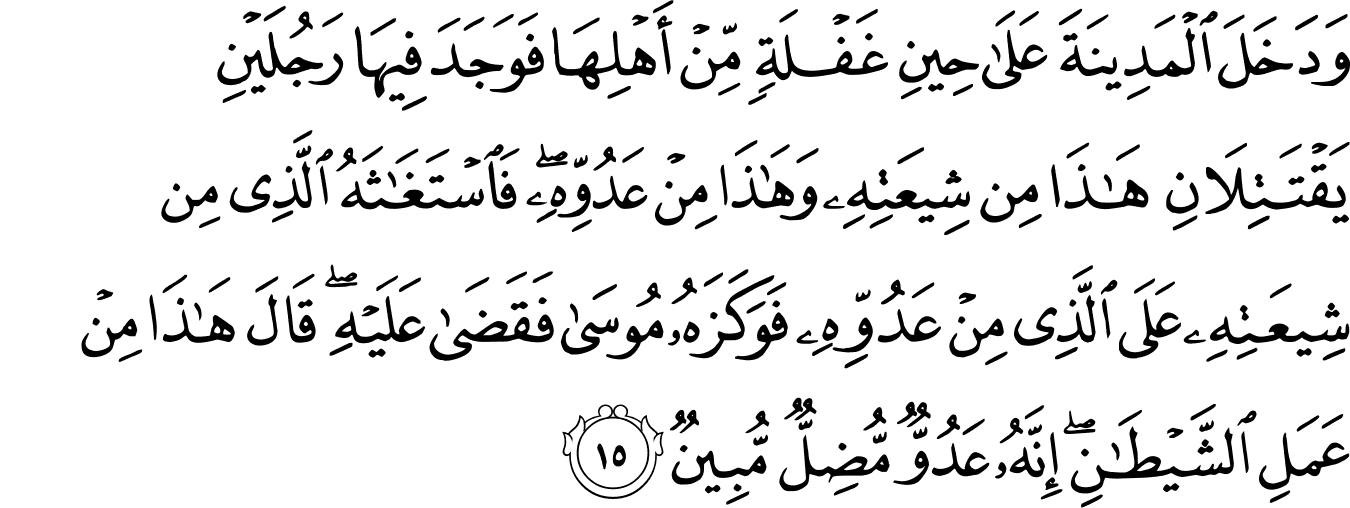 وَدَخَلَ ٱلْمَدِينَةَ عَلَىٰ حِينِ غَفْلَةٍ مِّنْ أَهْلِهَا فَوَجَدَ فِيهَا رَجُلَيْنِ
يَقْتَتِلَانِ هَٰذَا مِن شِيعَتِهِۦ وَهَٰذَا مِنْ عَدُوِّهِۦ ۖ فَٱسْتَغَٰثَهُ ٱلَّذِى مِن
شِيعَتِهِۦ عَلَى ٱلَّذِى مِنْ عَدُوِّهِۦ فَوَكَزَهُۥ مُوسَىٰ فَقَضَىٰ عَلَيْهِ ۖ قَالَ هَٰذَا مِنْ
عَمَلِ ٱلشَّيْطَٰنِ ۖ إِنَّهُۥ عَدُوٌّ مُّضِلٌّ مُّبِينٌ ١٥